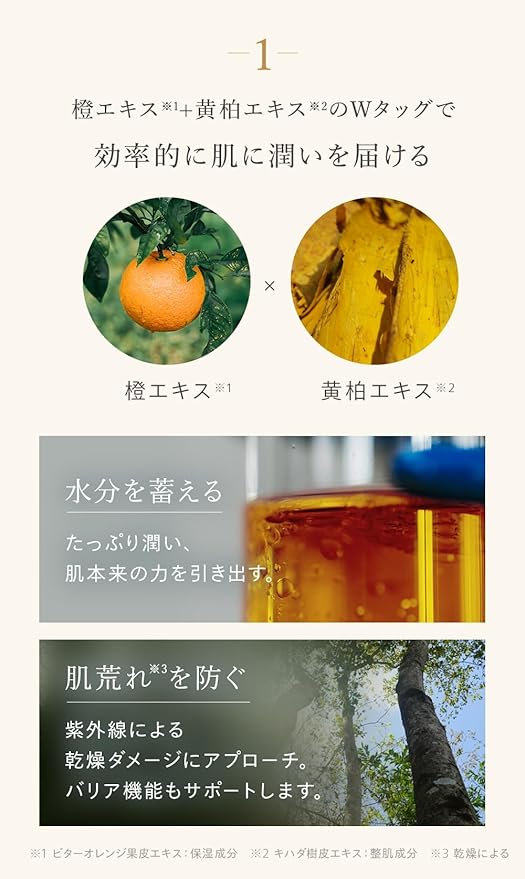 1
橙エキス※1+黄柏エキス※2のWタッグで
効率的に肌に潤いを届ける
×
橙エキス※1
黄柏エキス※2
水分を蓄える
たっぷり潤い、
肌本来の力を引き出す。
肌荒れ※3を防ぐ
紫外線による
乾燥ダメージにアプローチ。
バリア機能もサポートします。
※1 ビターオレンジ果皮エキス：保湿成分　※2 キハダ樹皮エキス：整肌成分　※3 乾燥による